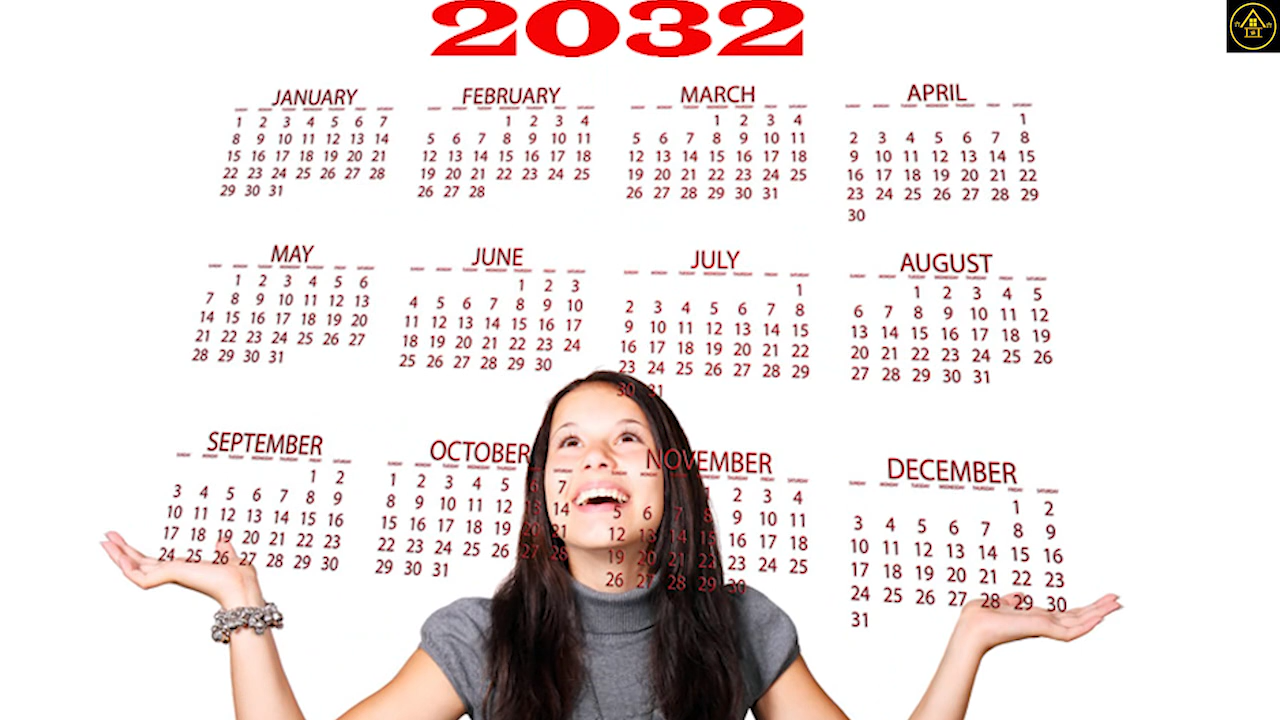 2032
JANUARY
1 2 3 4 5 6 7
8 9 10 11 12 13 14
15 16 17 18 19 20 21
22 23 24 25 26 27 28
29 30 31
FEBRUARY
1 2 3 4
5 6 7 8 9 10 11
12 13 14 15 16 17 18
19 20 21 22 23 24 25
26 27 28
MARCH
1 2 3 4
5 6 7 8 9 10 11
12 13 14 15 16 17 18
19 20 21 22 23 24 25
26 27 28 29 30 31
APRIL
1
2 3 4 5 6 7 8
9 10 11 12 13 14 15
16 17 18 19 20 21 22
23 24 25 26 27 28 29
30
MAY
1 2 3 4 5 6
7 8 9 10 11 12 13
14 15 16 17 18 19 20
21 22 23 24 25 26 27
28 29 30 31
JUNE
1 2 3
4 5 6 7 8 9 10
11 12 13 14 15 16 17
18 19 20 21 22 23 24
25 26 27 28 29 30
JULY
1
2 3 4 5 6 7 8
9 10 11 12 13 14 15
16 17 18 19 20 21 22
23 24 25 26 27 28 29
30 31
AUGUST
1 2 3 4 5
6 7 8 9 10 11 12
13 14 15 16 17 18 19
20 21 22 23 24 25 26
27 28 29 30 31
SEPTEMBER
1 2
3 4 5 6 7 8 9
10 11 12 13 14 15 16
17 18 19 20 21 22 23
24 25 26 27 28 29 30
OCTOBER
1 2 3 4 5 6 7
8 9 10 11 12 13 14
15 16 17 18 19 20 21
22 23 24 25 26 27 28
29 30 31
NOVEMBER
1 2 3 4
5 6 7 8 9 10 11
12 13 14 15 16 17 18
19 20 21 22 23 24 25
26 27 28 29 30
DECEMBER
1 2
3 4 5 6 7 8 9
10 11 12 13 14 15 16
17 18 19 20 21 22 23
24 25 26 27 28 29 30
31